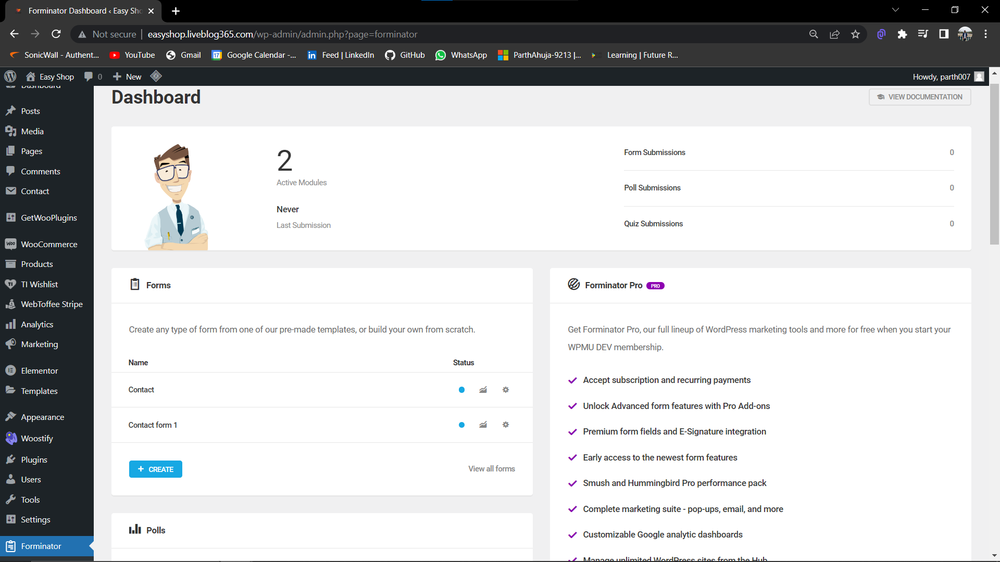 Forminator Dashboard ‹ Easy Sho
Not secure easyshop.liveblog365.com/wp-admin/admin.php?page=forminator
SonicWall - Authent... YouTube Gmail 17 Google Calendar -... in Feed | LinkedIn GitHub WhatsApp ParthAhuja-9213 |... Learning | Future R...
Easy Shop 0 New Howdy, parth007
Dashboard
Posts
Media
Pages
Comments
Contact
GetWooPlugins
Woo WooCommerce
Products
TI TI Wishlist
WebToffee Stripe
Analytics
Marketing
Elementor
Templates
Appearance
Woostify
Plugins
Users
Tools
Settings
Forminator
Dashboard
VIEW DOCUMENTATION
2
Active Modules
Never
Last Submission
Form Submissions 0
Poll Submissions 0
Quiz Submissions 0
Forms
Create any type of form from one of our pre-made templates, or build your own from scratch.
Name Status
Contact
Contact form 1
+ CREATE View all forms
Polls
Forminator Pro PRO
Get Forminator Pro, our full lineup of WordPress marketing tools and more for free when you start your
WPMU DEV membership.
Accept subscription and recurring payments
Unlock Advanced form features with Pro Add-ons
Premium form fields and E-Signature integration
Early access to the newest form features
Smush and Hummingbird Pro performance pack
Complete marketing suite - pop-ups, email, and more
Customizable Google analytic dashboards
Manage unlimited WordPress sites from the Hub